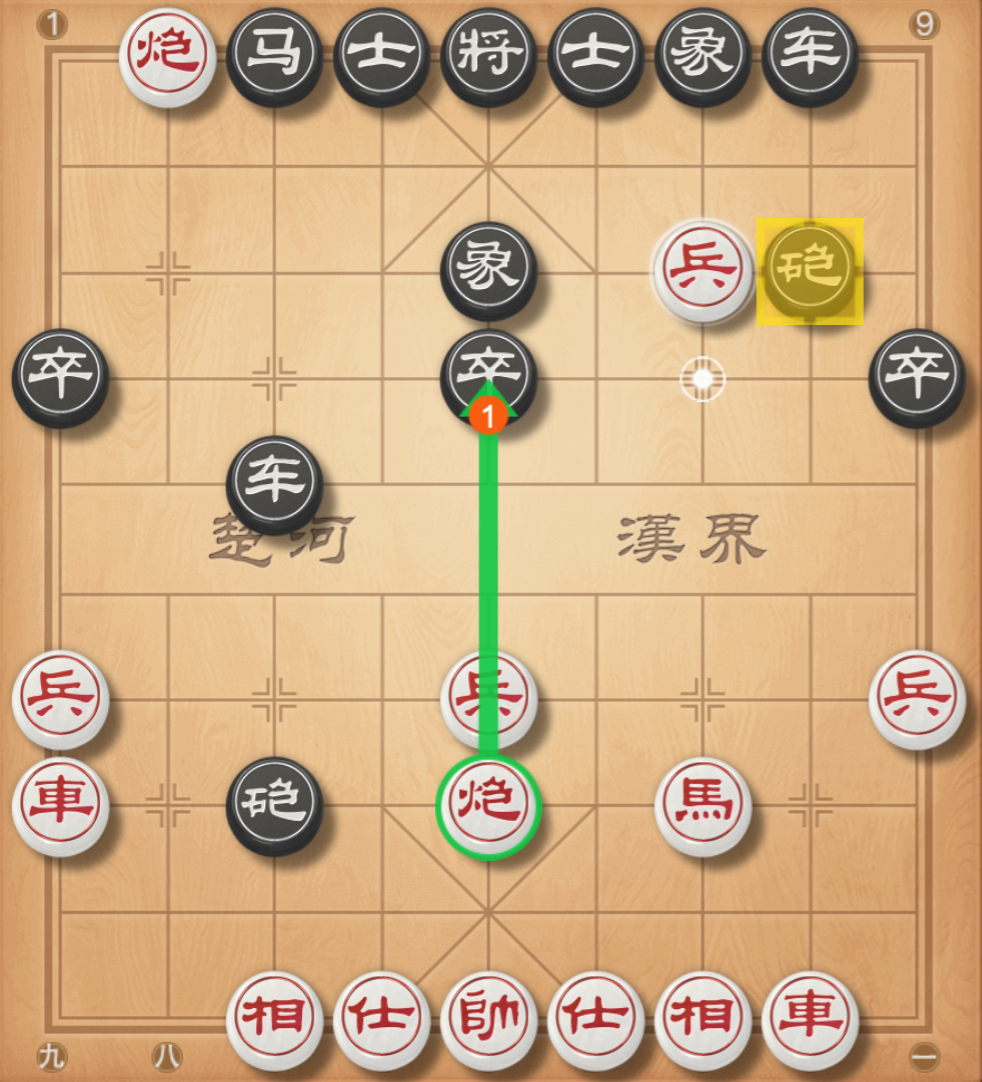 1 9
炮 马 士 将 士 象 车
象 兵 砲
卒 卒 卒
1
车
楚河 漢界
兵 兵 兵
車 砲 炮 馬
相 仕 帥 仕 相 車
九 八 一